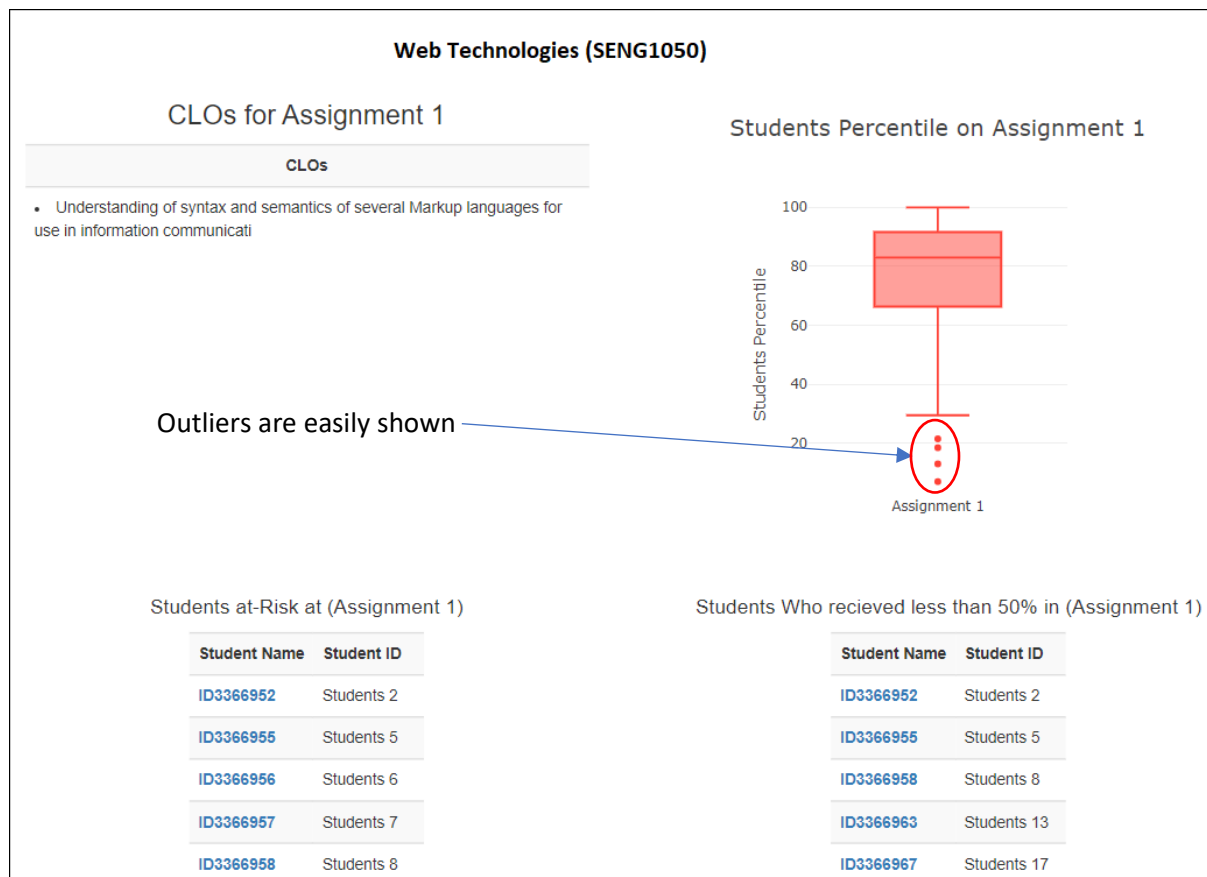 Web Technologies (SENG1050)
CLOs for Assignment 1
CLOs
• Understanding of syntax and semantics of several Markup languages for
use in information communicati
Students Percentile on Assignment 1
100
80
60
40
20
Students Percentile
Assignment 1
Outliers are easily shown
Students at-Risk at (Assignment 1)
Student Name Student ID
ID3366952 Students 2
ID3366955 Students 5
ID3366956 Students 6
ID3366957 Students 7
ID3366958 Students 8
Students Who recieved less than 50% in (Assignment 1)
Student Name Student ID
ID3366952 Students 2
ID3366955 Students 5
ID3366958 Students 8
ID3366963 Students 13
ID3366967 Students 17